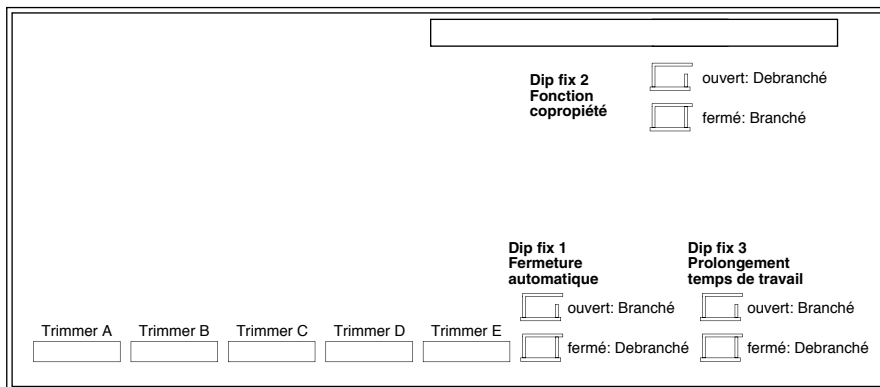 Dip fix 2
Fonction
copropiété
ouvert: Debranché
fermé: Branché
Dip fix 1
Fermeture
automatique
ouvert: Branché
fermé: Debranché
Dip fix 3
Prolongement
temps de travail
ouvert: Branché
fermé: Debranché
Trimmer A
Trimmer B
Trimmer C
Trimmer D
Trimmer E